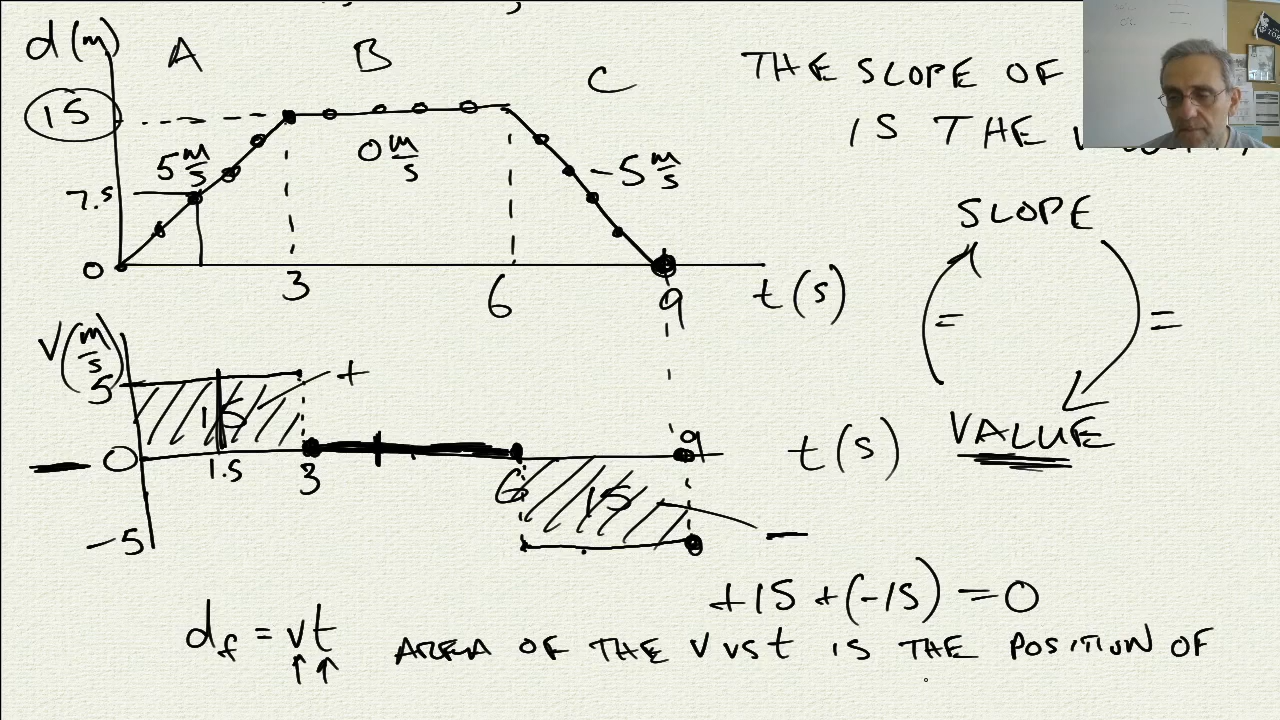 d (m)
A
B
C
THE SLOPE OF
IS THE
15
5 m/s
0 m/s
-5 m/s
7.5
0
3
6
9
t (s)
SLOPE
=
=
VALUE
V (m/s)
5
15
+
0
1.5
3
6
9
t (s)
15
-5
+15 + (-15) = 0
df = vt
AREA OF THE V VS t IS THE POSITION OF